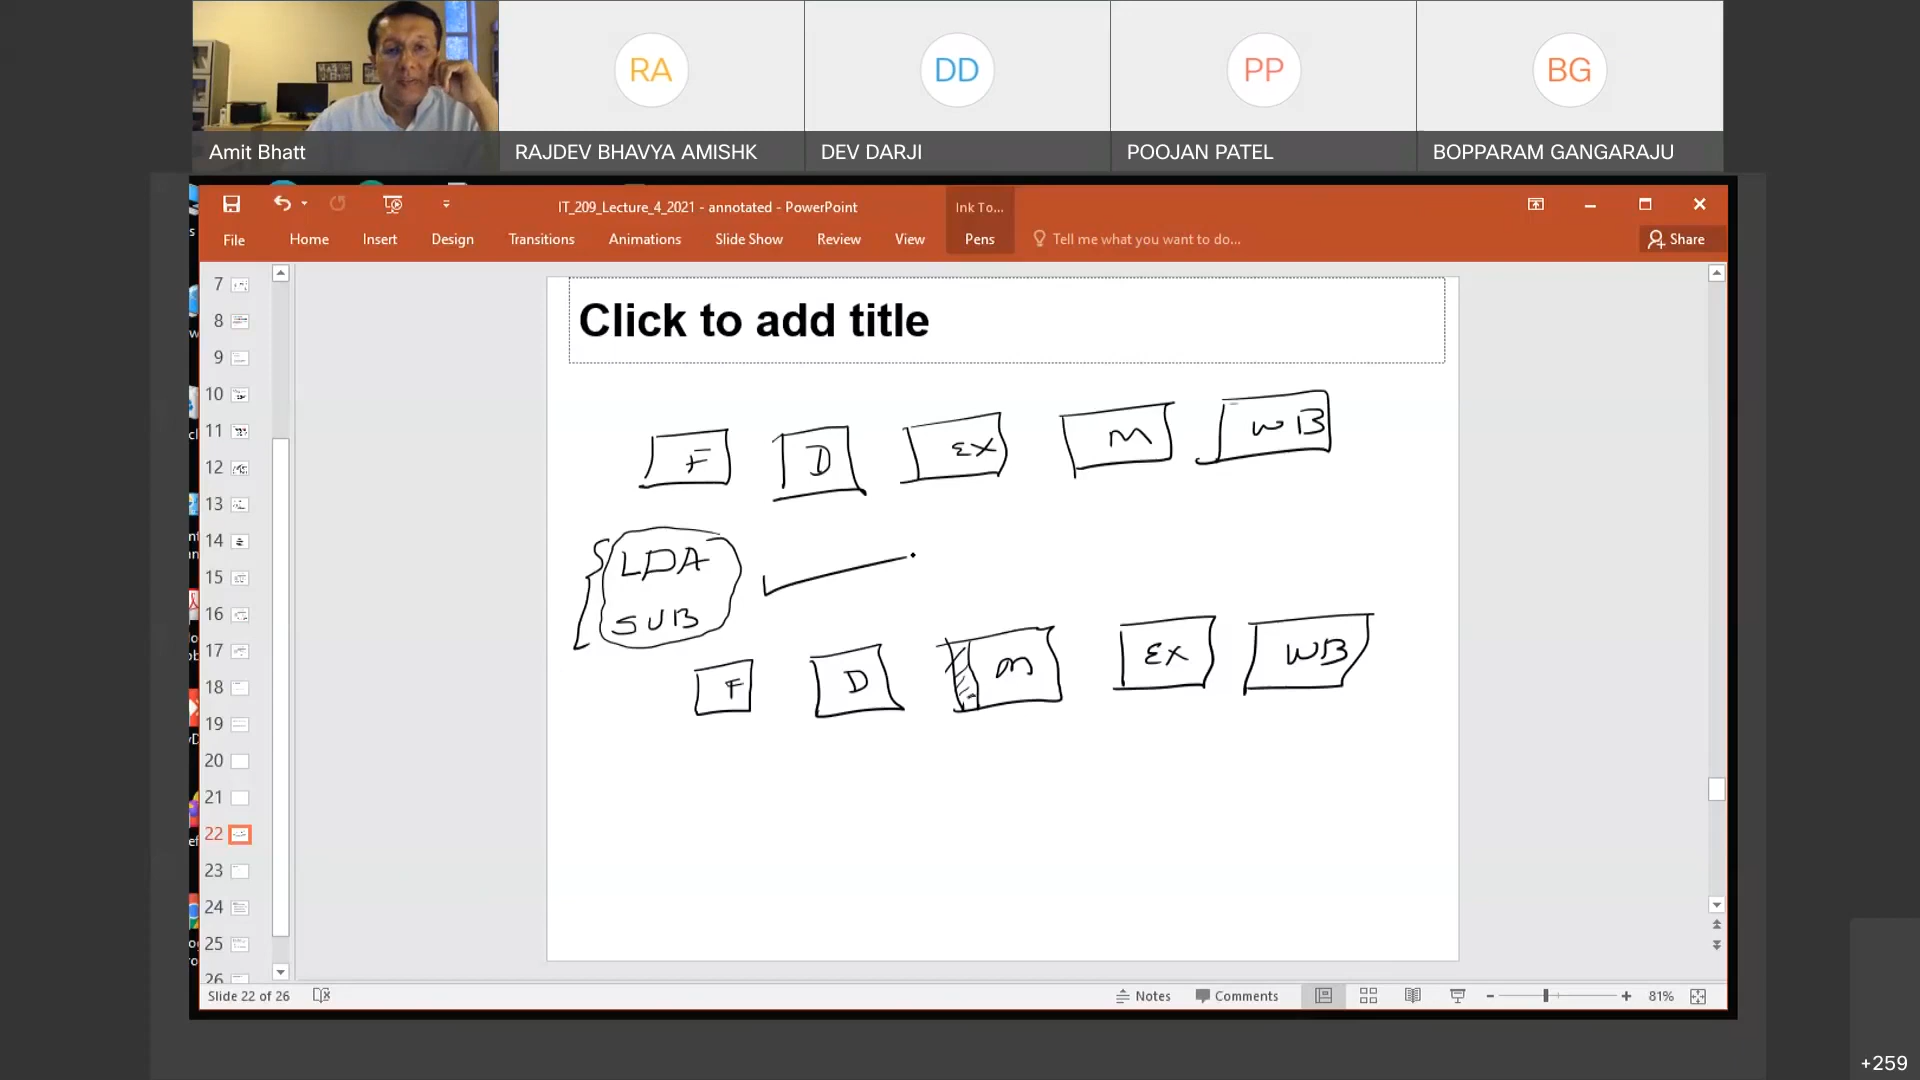 RA
DD
PP
BG
Amit Bhatt
RAJDEV BHAVYA AMISHK
DEV DARJI
POOJAN PATEL
BOPPARAM GANGARAJU
IT_209_Lecture_4_2021 - annotated - PowerPoint
Ink To...
File Home Insert Design Transitions Animations Slide Show Review View Pens Tell me what you want to do... Share
7
8
9
10
11
12
13
14
15
16
17
18
19
20
21
22
23
24
25
26
Click to add title
F D EX M WB
LDA
SUB
F D M EX WB
Slide 22 of 26 Notes Comments 81%
+259